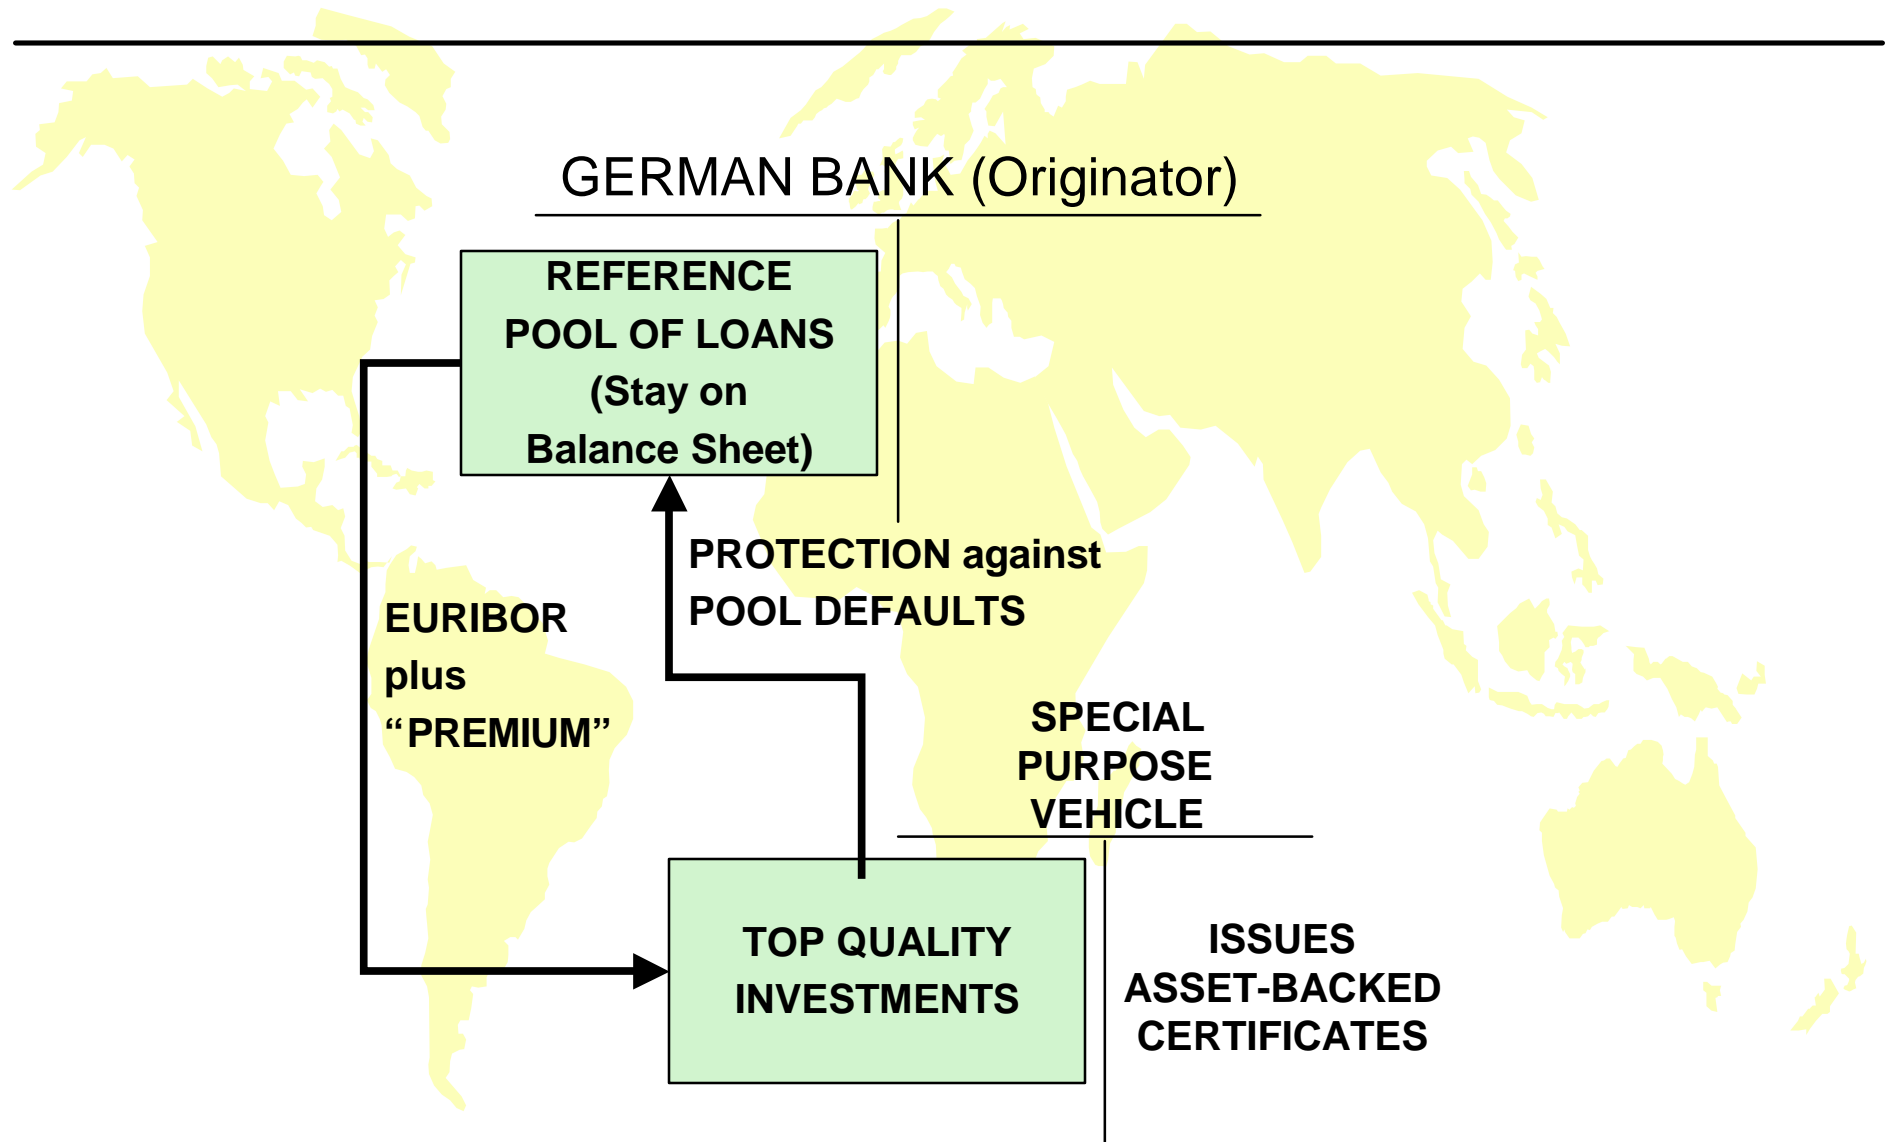 GERMAN BANK (Originator)
REFERENCE
POOL OF LOANS
(Stay on
Balance Sheet)
PROTECTION against
POOL DEFAULTS
EURIBOR
plus
“PREMIUM”
SPECIAL
PURPOSE
VEHICLE
TOP QUALITY
INVESTMENTS
ISSUES
ASSET-BACKED
CERTIFICATES